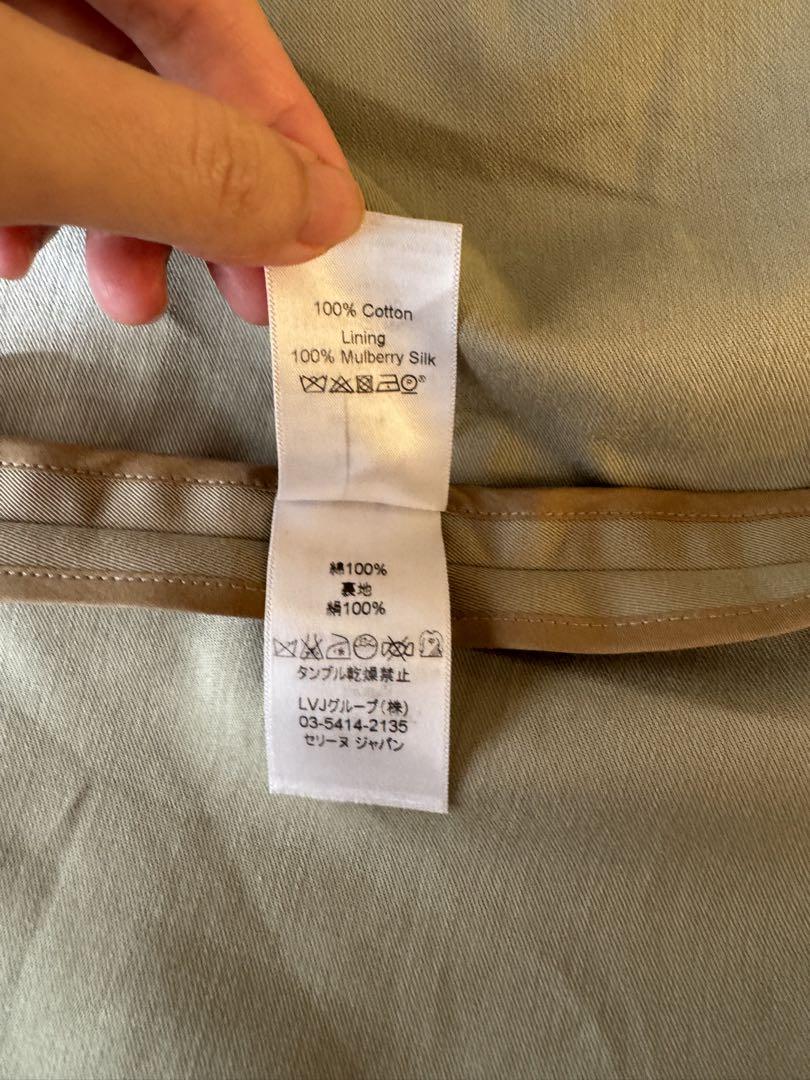 100% Cotton
Lining
100% Mulberry Silk
綿100%
裏地
絹100%
タンブル乾燥禁止
LVJグループ(株)
03-5414-2135
セリーヌ ジャパン